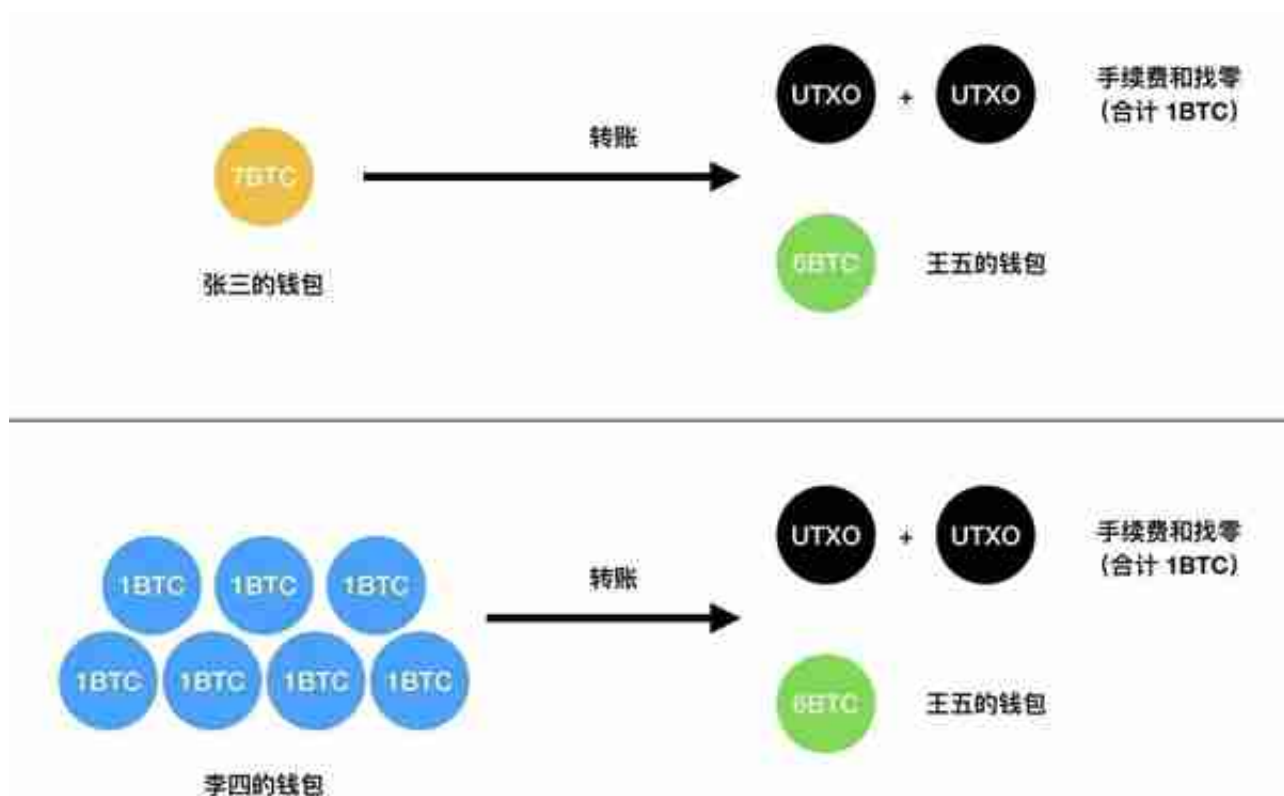 UTXO + UTXO
手续费和找零
(合计 1BTC)
7BTC
转账
6BTC
王五的钱包
张三的钱包
UTXO + UTXO
手续费和找零
(合计 1BTC)
1BTC 1BTC 1BTC
转账
1BTC 1BTC 1BTC 1BTC
6BTC
王五的钱包
李四的钱包